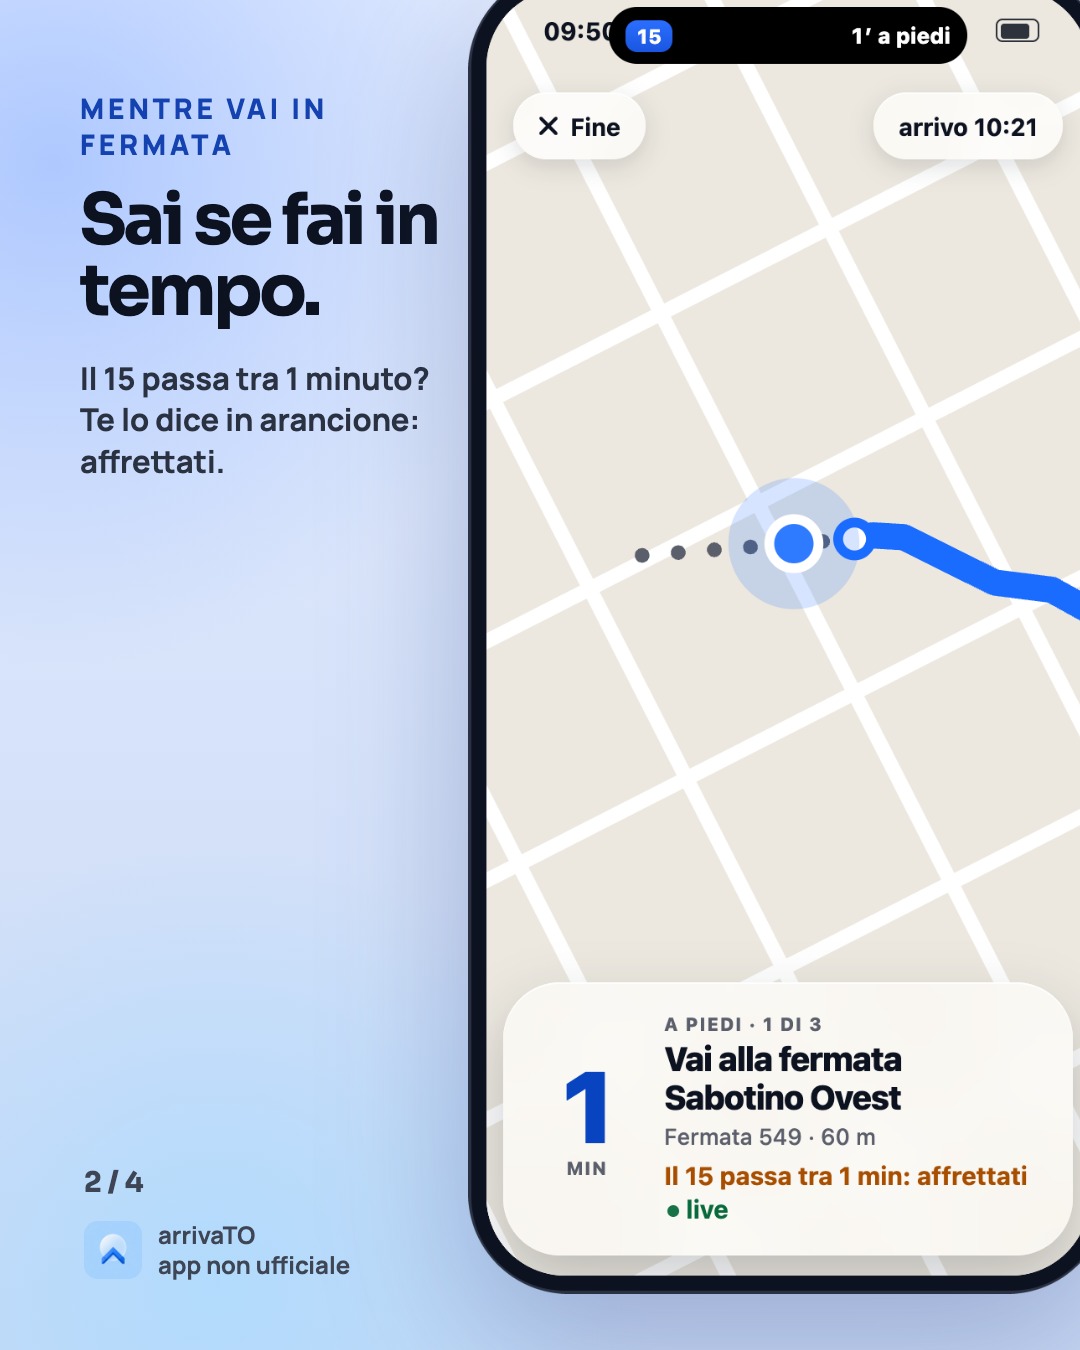 MENTRE VAI IN
FERMATA
Sai se fai in
tempo.
Il 15 passa tra 1 minuto?
Te lo dice in arancione:
affrettati.
2 / 4
arrivaTO
app non ufficiale
09:50
15
1’ a piedi
Fine
arrivo 10:21
1
MIN
A PIEDI · 1 DI 3
Vai alla fermata
Sabotino Ovest
Fermata 549 · 60 m
Il 15 passa tra 1 min: affrettati
● live